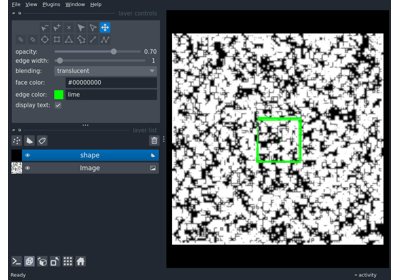 File View Plugins Window Help
layer controls
opacity: 0.70
edge width: 1
blending: translucent
face color: #00000000
edge color: lime
display text:
layer list
shape
Image
Ready
activity